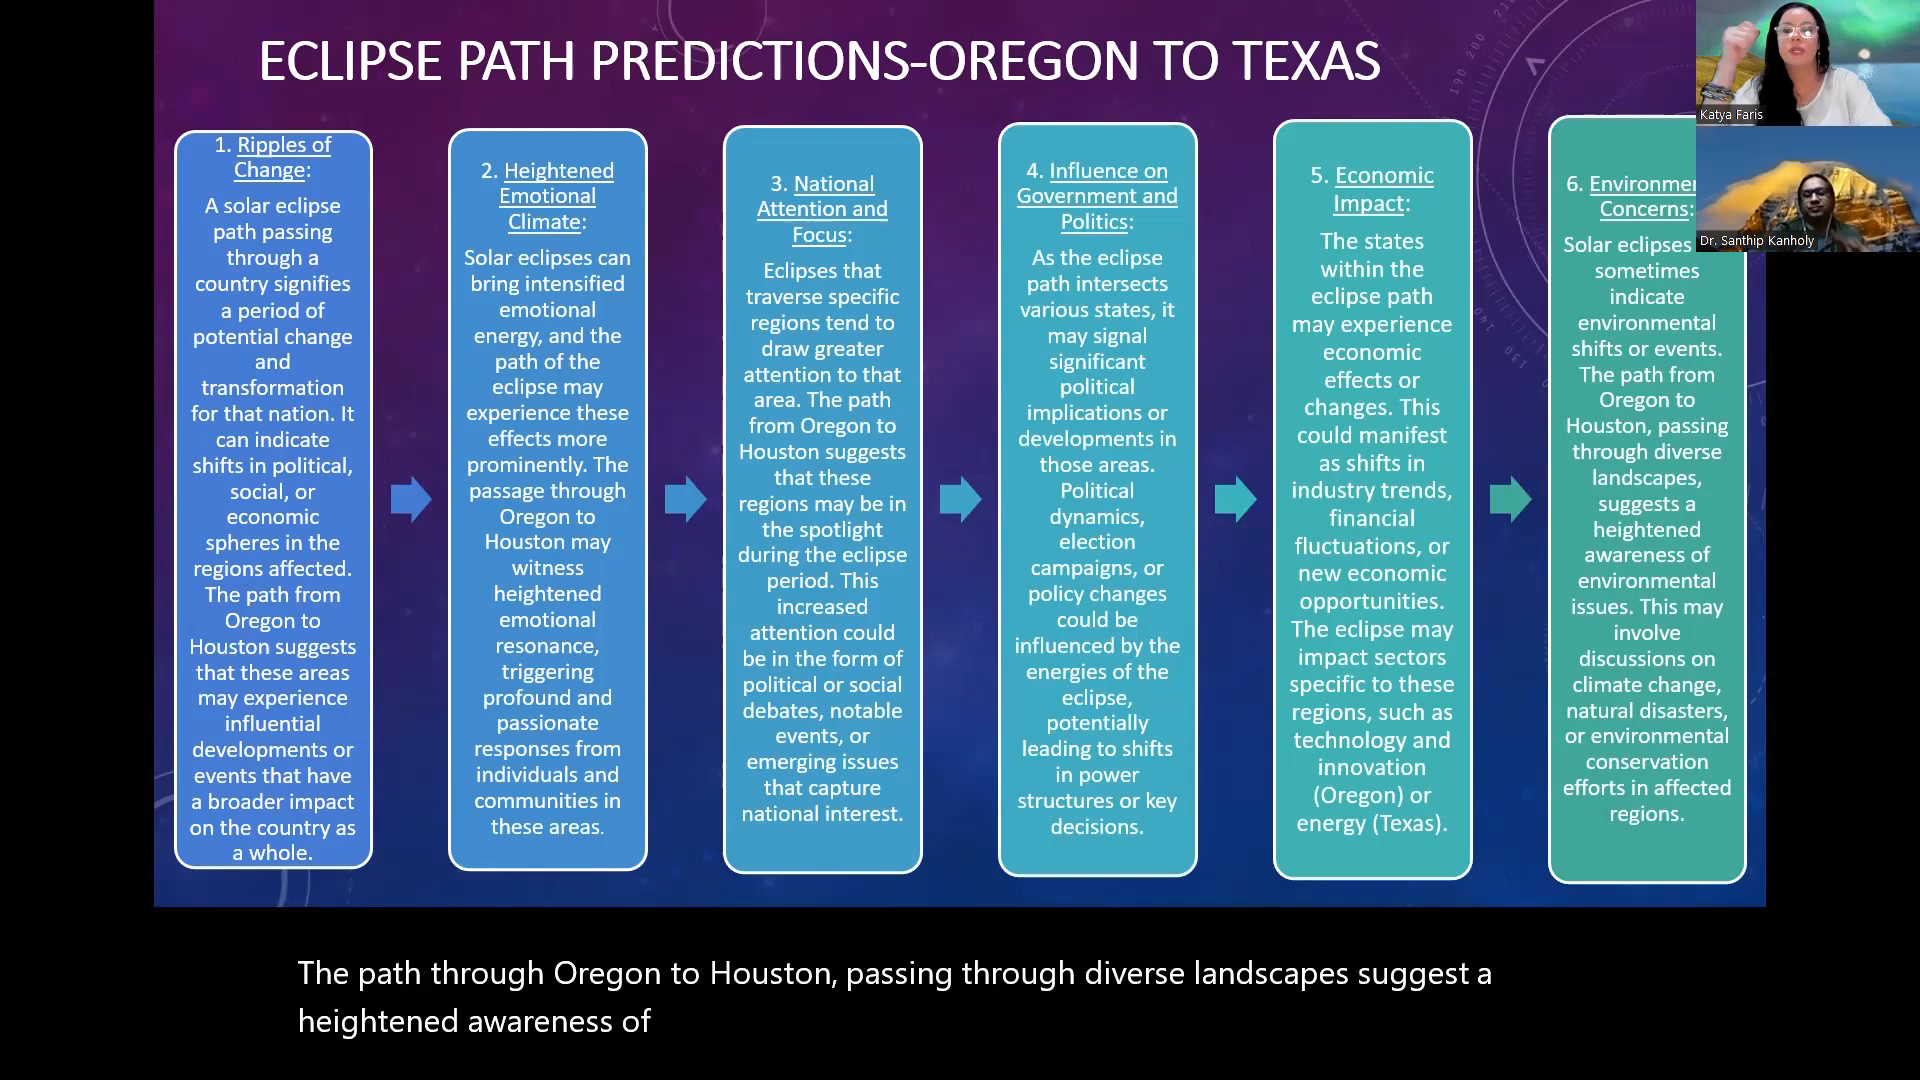 ECLIPSE PATH PREDICTIONS-OREGON TO TEXAS
1. Ripples of
Change:
A solar eclipse
path passing
through a
country signifies
a period of
potential change
and
transformation
for that nation. It
can indicate
shifts in political,
social, or
economic
spheres in the
regions affected.
The path from
Oregon to
Houston suggests
that these areas
may experience
influential
developments or
events that have
a broader impact
on the country as
a whole.
2. Heightened
Emotional
Climate:
Solar eclipses can
bring intensified
emotional
energy, and the
path of the
eclipse may
experience these
effects more
prominently. The
passage through
Oregon to
Houston may
witness
heightened
emotional
resonance,
triggering
profound and
passionate
responses from
individuals and
communities in
these areas.
3. National
Attention and
Focus:
Eclipses that
traverse specific
regions tend to
draw greater
attention to that
area. The path
from Oregon to
Houston suggests
that these
regions may be in
the spotlight
during the eclipse
period. This
increased
attention could
be in the form of
political or social
debates, notable
events, or
emerging issues
that capture
national interest.
4. Influence on
Government and
Politics:
As the eclipse
path intersects
various states, it
may signal
significant
political
implications or
developments in
those areas.
Political
dynamics,
election
campaigns, or
policy changes
could be
influenced by the
energies of the
eclipse,
potentially
leading to shifts
in power
structures or key
decisions.
5. Economic
Impact:
The states
within the
eclipse path
may experience
economic
effects or
changes. This
could manifest
as shifts in
industry trends,
financial
fluctuations, or
new economic
opportunities.
The eclipse may
impact sectors
specific to these
regions, such as
technology and
innovation
(Oregon) or
energy (Texas).
6. Environme
Concerns:
Solar eclipses
sometimes
indicate
environmental
shifts or events.
The path from
Oregon to
Houston, passing
through diverse
landscapes,
suggests a
heightened
awareness of
environmental
issues. This may
involve
discussions on
climate change,
natural disasters,
or environmental
conservation
efforts in affected
regions.
Katya Faris
Dr. Santhip Kanholy
210
200
190
140
130
The path through Oregon to Houston, passing through diverse landscapes suggest a
heightened awareness of